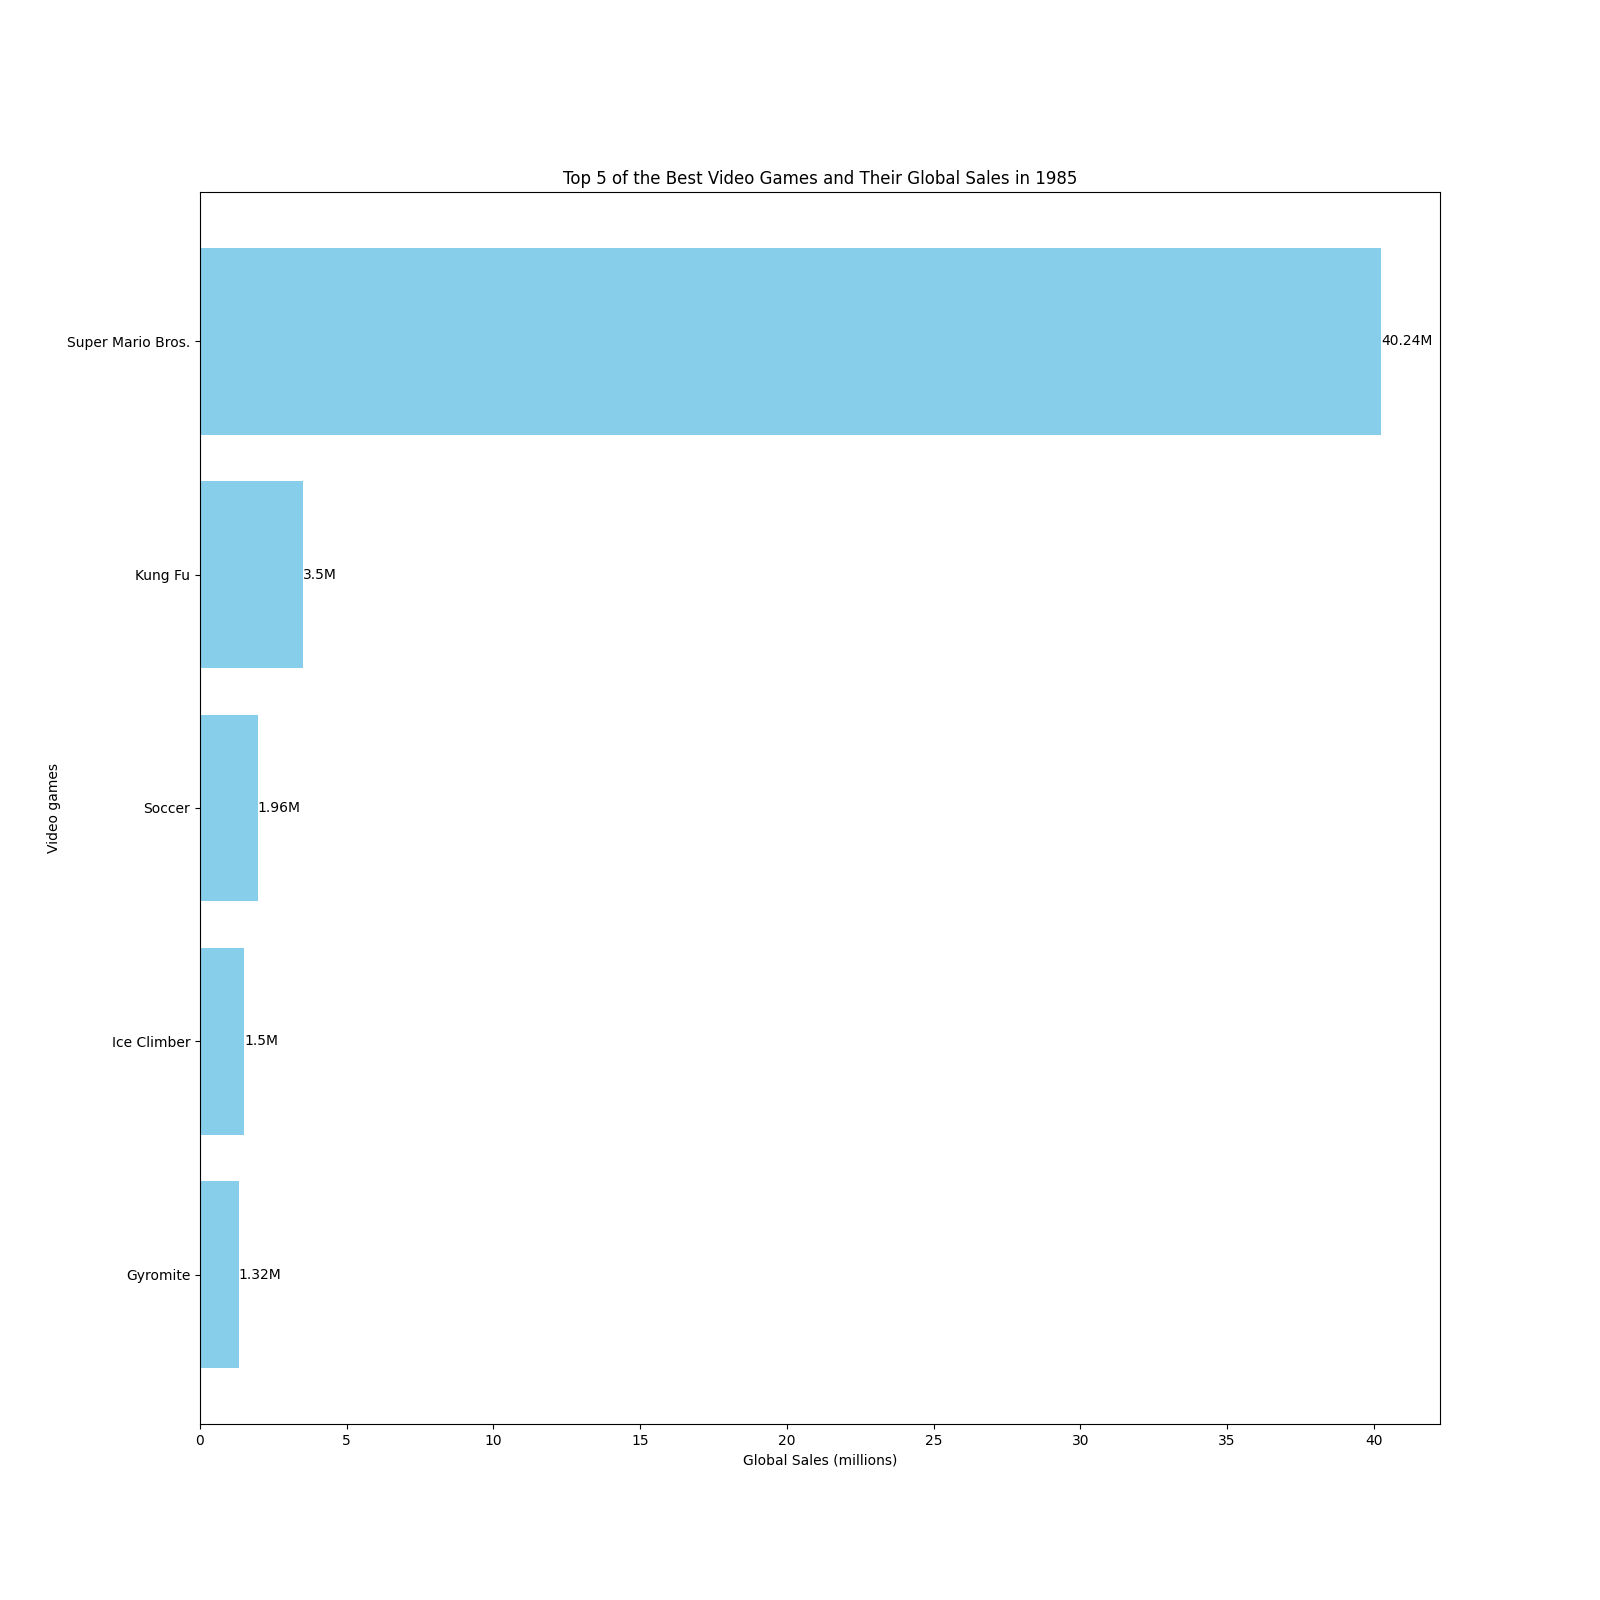 Top 5 of the Best Video Games and Their Global Sales in 1985
Super Mario Bros.
40.24M
Kung Fu
3.5M
Video games
Soccer
1.96M
Ice Climber
1.5M
Gyromite
1.32M
0 5 10 15 20 25 30 35 40
Global Sales (millions)